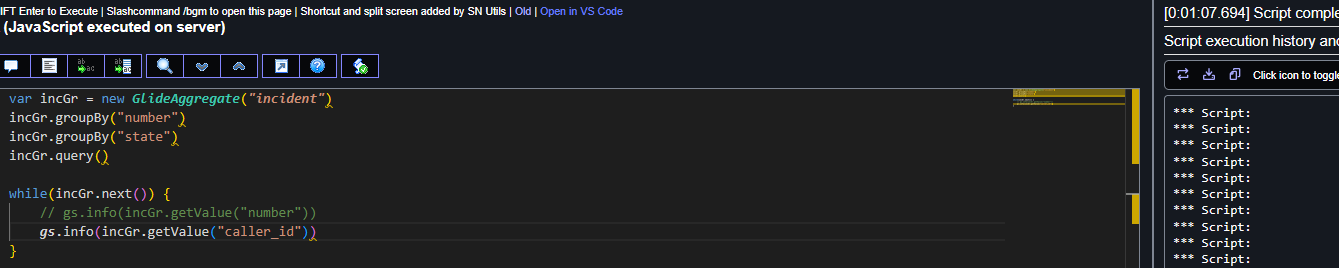 IFT Enter to Execute | Slashcommand /bgm to open this page | Shortcut and split screen added by SN Utils | Old | Open in VS Code
(JavaScript executed on server)
var incGr = new GlideAggregate("incident")
incGr.groupBy("number")
incGr.groupBy("state")
incGr.query()
while(incGr.next()) {
// gs.info(incGr.getValue("number"))
gs.info(incGr.getValue("caller_id"))
}
[0:01:07.694] Script comple
Script execution history and
Click icon to toggle
*** Script:
*** Script:
*** Script:
*** Script:
*** Script:
*** Script:
*** Script:
*** Script:
*** Script:
*** Script: